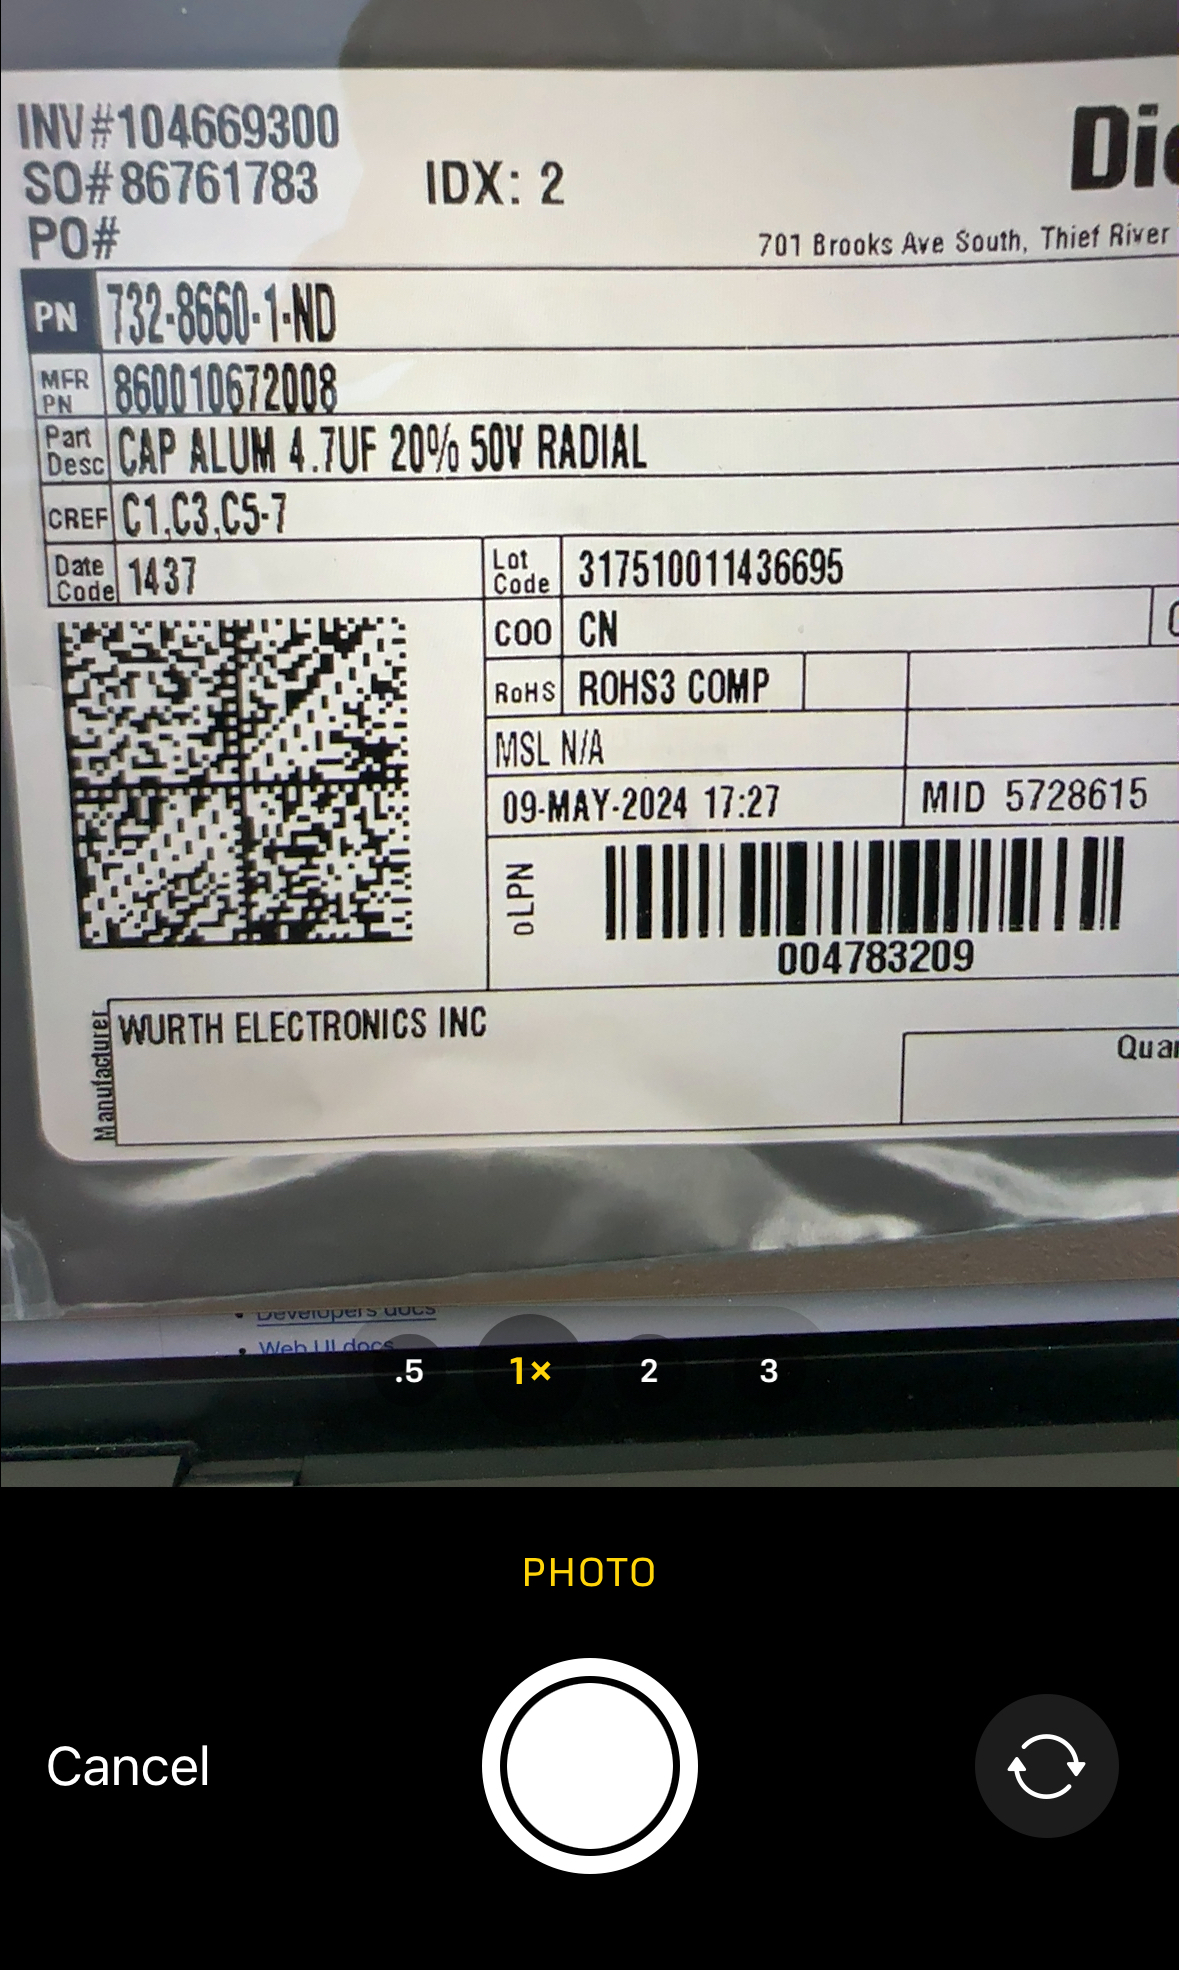 INV#104669300
SO#86761783
IDX: 2
PO#
701 Brooks Ave South, Thief River
PN 732-8660-1-ND
MFR PN 860010672008
Part Desc CAP ALUM 4.7UF 20% 50V RADIAL
CREF C1,C3,C5-7
Date Code 1437
Lot Code 317510011436695
COO CN
RoHS ROHS3 COMP
MSL N/A
09-MAY-2024 17:27
MID 5728615
oLPN
004783209
Manufacturer WURTH ELECTRONICS INC
Developers docs
Web UI docs
.5 1× 2 3
PHOTO
Cancel